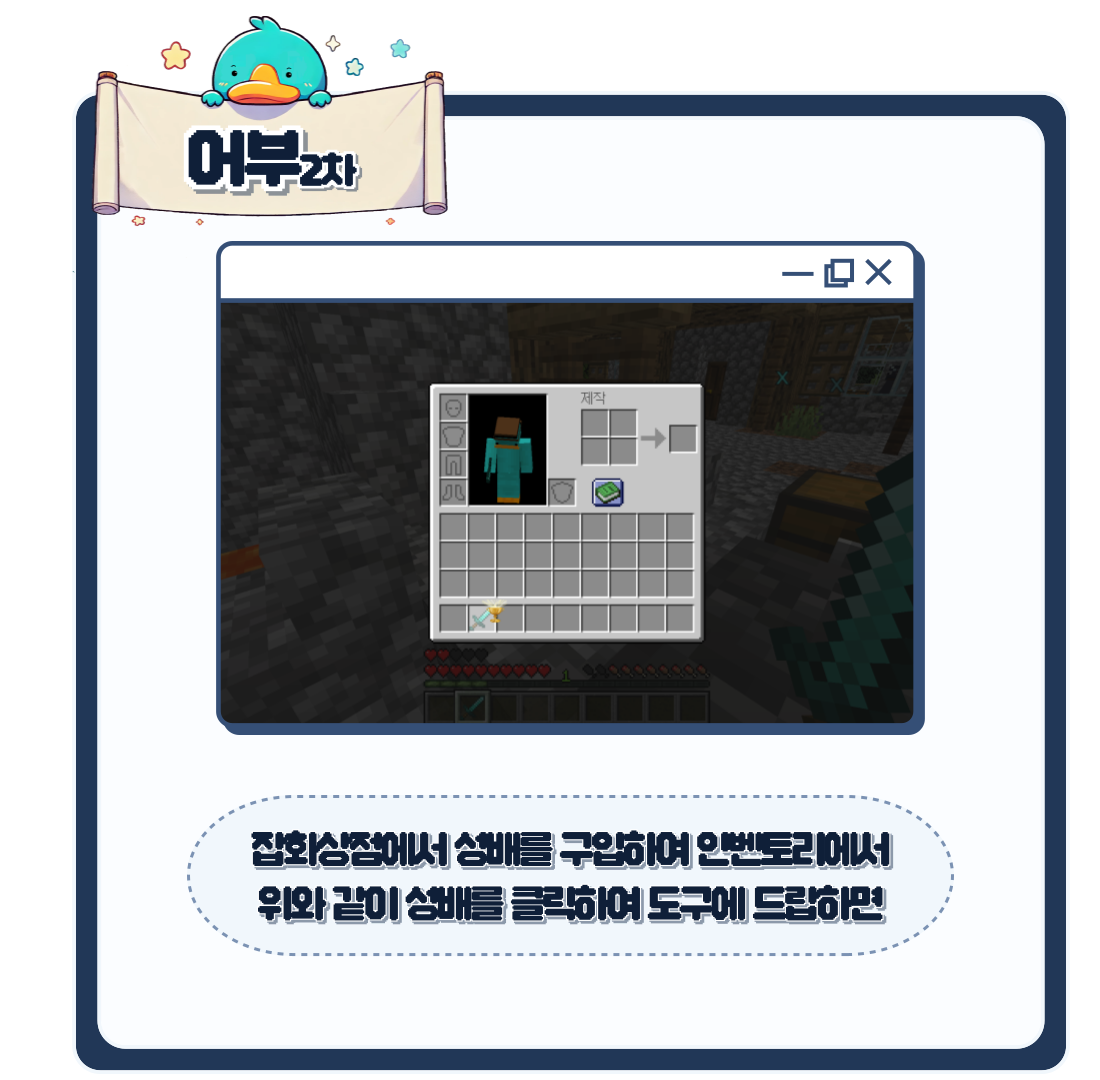 어부2차
제작
1
집화상점에서 성배를 구입하여 인벤토리에서
위와 같이 성배를 클릭하여 도구에 드랍하면